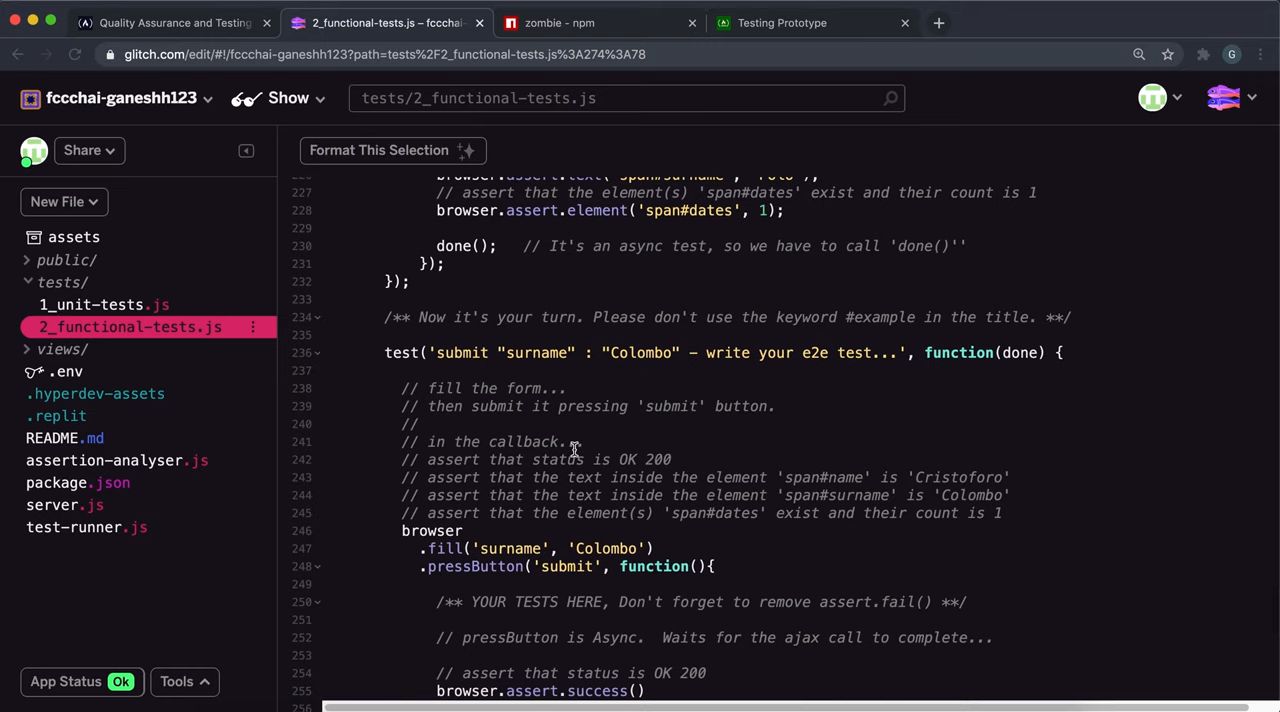 Quality Assurance and Testing
2_functional-tests.js – fccchai-
zombie - npm
Testing Prototype
glitch.com/edit/#!/fccchai-ganeshh123?path=tests%2F2_functional-tests.js%3A274%3A78
G
fccchai-ganeshh123
Show
tests/2_functional-tests.js
Share
Format This Selection
New File
assets
public/
tests/
1_unit-tests.js
2_functional-tests.js
views/
.env
.hyperdev-assets
.replit
README.md
assertion-analyser.js
package.json
server.js
test-runner.js
App Status Ok
Tools
227 // assert that the element(s) 'span#dates' exist and their count is 1
228 browser.assert.element('span#dates', 1);
229
230 done(); // It's an async test, so we have to call 'done()''
231 });
232 });
233
234 /** Now it's your turn. Please don't use the keyword #example in the title. **/
235
236 test('submit "surname" : "Colombo" - write your e2e test...', function(done) {
237
238 // fill the form...
239 // then submit it pressing 'submit' button.
240 //
241 // in the callback...
242 // assert that status is OK 200
243 // assert that the text inside the element 'span#name' is 'Cristoforo'
244 // assert that the text inside the element 'span#surname' is 'Colombo'
245 // assert that the element(s) 'span#dates' exist and their count is 1
246 browser
247 .fill('surname', 'Colombo')
248 .pressButton('submit', function(){
249
250 /** YOUR TESTS HERE, Don't forget to remove assert.fail() **/
251
252 // pressButton is Async.  Waits for the ajax call to complete...
253
254 // assert that status is OK 200
255 browser.assert.success()
256